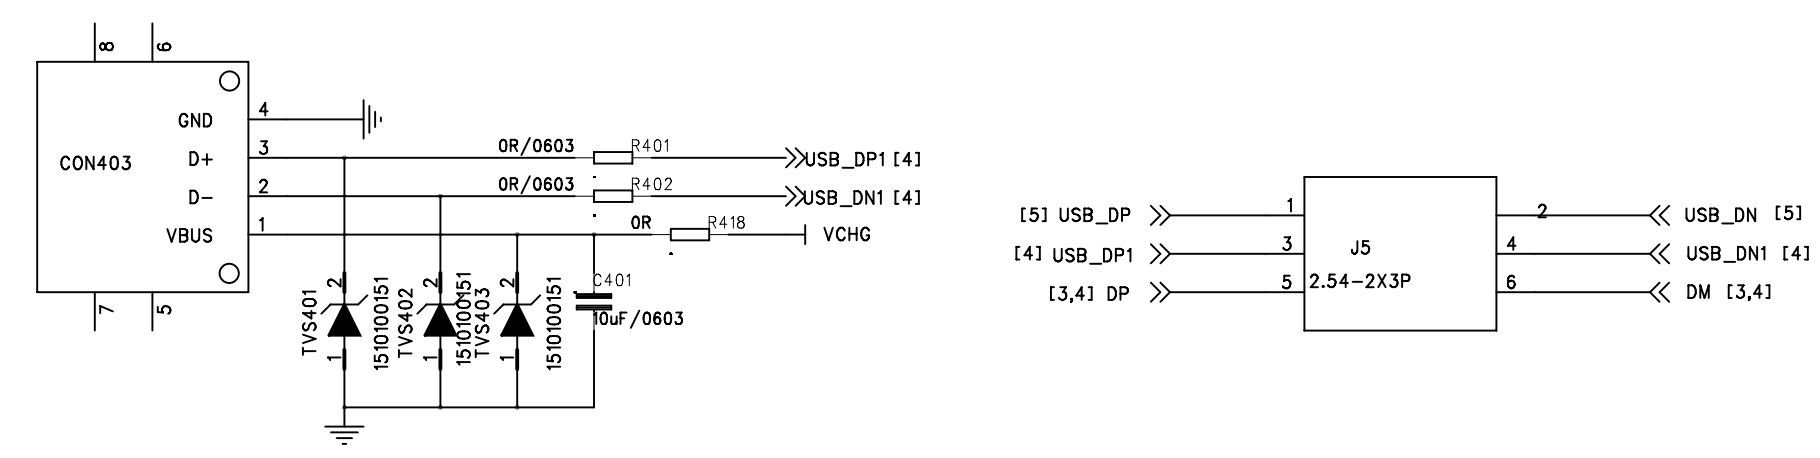 8 6
GND 4
CON403
D+ 3 0R/0603 R401 USB_DP1 [4]
D- 2 0R/0603 R402 USB_DN1 [4]
VBUS 1 0R R418 VCHG
7 5
TVS401 2 1 1510100151
TVS402 2 1 1510100151
TVS403 2 1 1510100151
C401
10uF/0603
[5] USB_DP 1 2 USB_DN [5]
J5
[4] USB_DP1 3 4 USB_DN1 [4]
2.54-2X3P
[3,4] DP 5 6 DM [3,4]